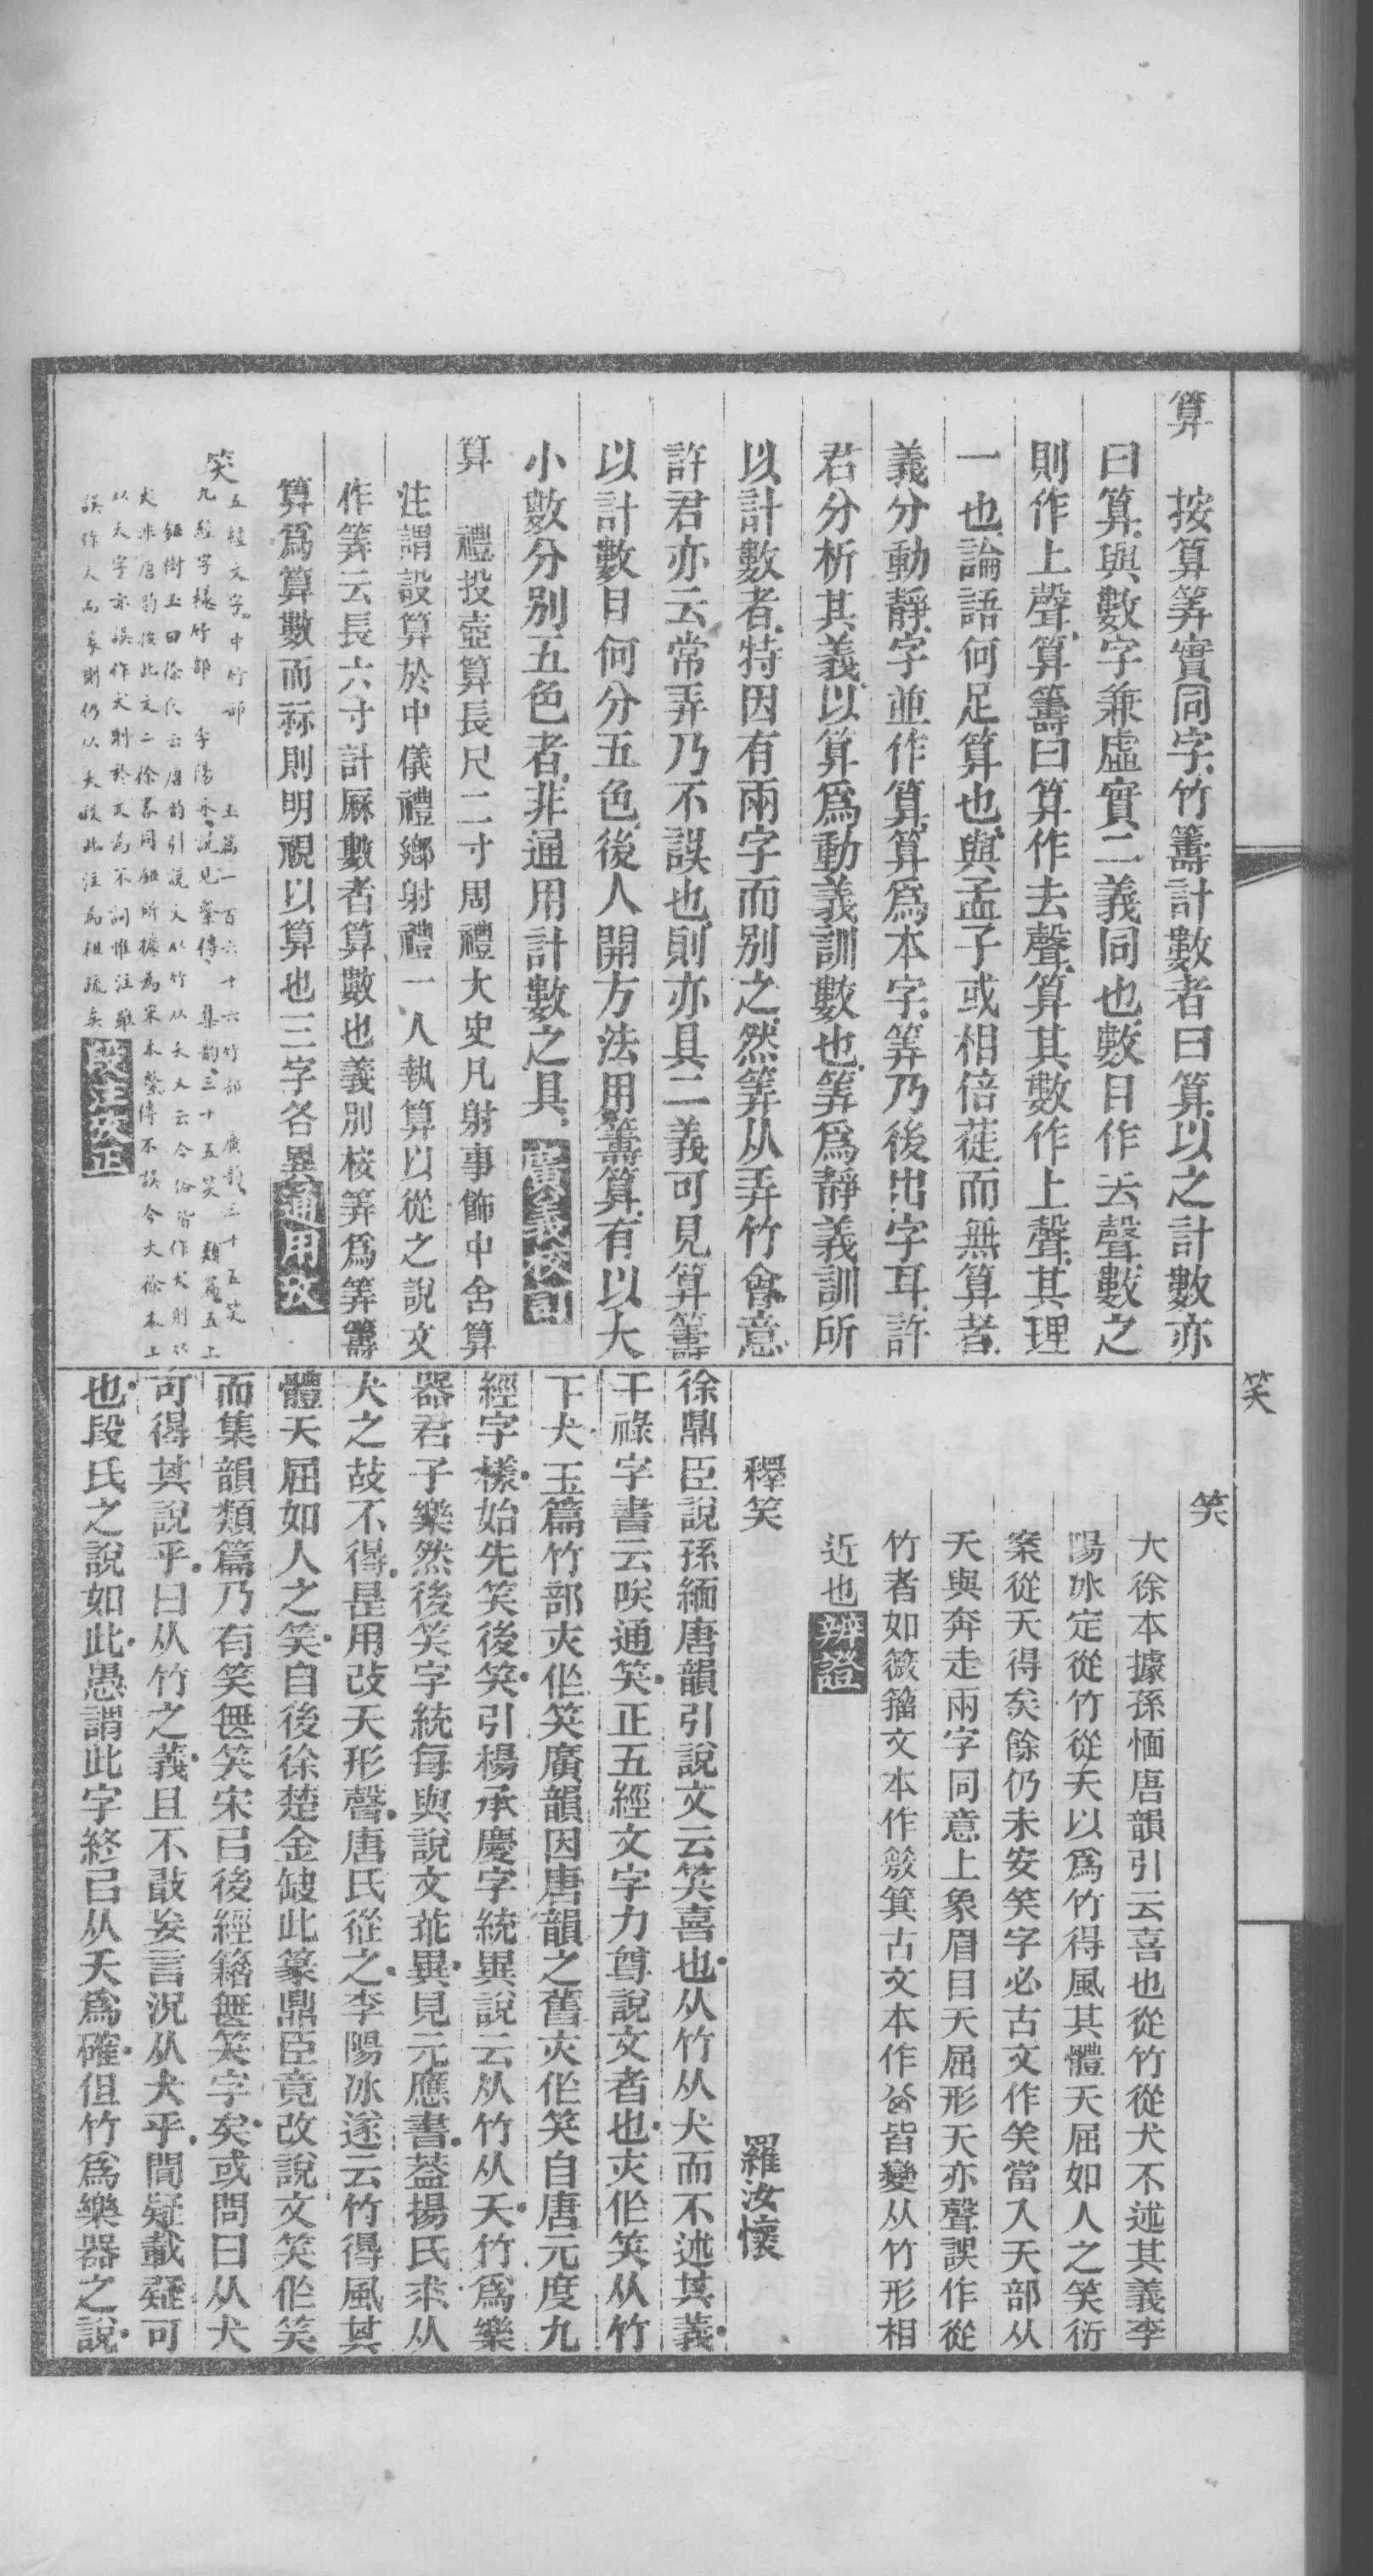 算　按算筭實同字竹籌計數者曰算以之計數亦
曰算與數字兼虛實二義同也數目作去聲數之
則作上聲算籌曰算作去聲算其數作上聲其理
一也論語何足算也與孟子或相倍蓰而無算者
義分動靜字並作算算爲本字筭乃後出字耳許
君分析其義以算爲動義訓數也筭爲靜義訓所
以計數者特因有兩字而別之然筭从弄竹會意
許君亦云常弄乃不誤也則亦具二義可見算籌
以計數目何分五色後人開方法用籌算有以大
小數分別五色者非通用計數之具 廣義校訂
算　禮投壺算長尺二寸周禮大史凡射事飾中舍算
注謂設算於中儀禮鄉射禮一人執算以從之說文
作筭云長六寸計厤數者算數也義別核筭爲筭籌
算爲算數而祘則明視以算也三字各異 通用攷
笑 五經文字中竹部　玉篇一百六十六竹部　廣韵三十五笑
九經字樣竹部　李陽冰說見繫傳　集韵三十五笑　類篇五上
鈕樹玉曰徐氏云唐韵引說文从竹从夭又云今俗皆作犬則
犬非唐韵從此文二徐畧同鈕所據爲宋本繫傳不誤今大徐本上
从夭字亦誤作犬則於文爲不詞惟注雖
誤作大而篆則仍从夭段此注爲粗疏矣
笑
笑
大徐本據孫愐唐韻引云喜也從竹從犬不述其義李
陽冰定從竹從夭以爲竹得風其體夭屈如人之笑衍
案從夭得矣餘仍未安笑字必古文作㚣當入夭部从
夭與奔走兩字同意上象眉目夭屈形夭亦聲誤作從
竹者如籢籀文本作籢箕古文本作𠔋皆變从竹形相
近也 辨證
釋笑　羅汝懷
徐鼎臣說孫緬唐韻引說文云笑喜也从竹从犬而不述其義
干祿字書云咲通笑正五經文字力尊說文者也亦作笑从竹
下犬玉篇竹部亦作笑廣韻因唐韻之舊亦作笑自唐元度九
經字樣始先笑後笑引楊承慶字統異說云从竹从夭竹爲樂
器君子樂然後笑字統每與說文乖異見元應書蓋揚氏求从
犬之故不得是用改夭形聲唐氏從之李陽冰遂云竹得風其
體夭屈如人之笑自後徐楚金缺此篆鼎臣竟改說文笑作笑
而集韻類篇乃有笑無笑宋已後經籍無笑字矣或問曰从犬
可得其說乎曰从竹之義且不敢妄言況从犬乎聞疑載疑可
也段氏之說如此愚謂此字終已从夭爲確但竹爲樂器之說